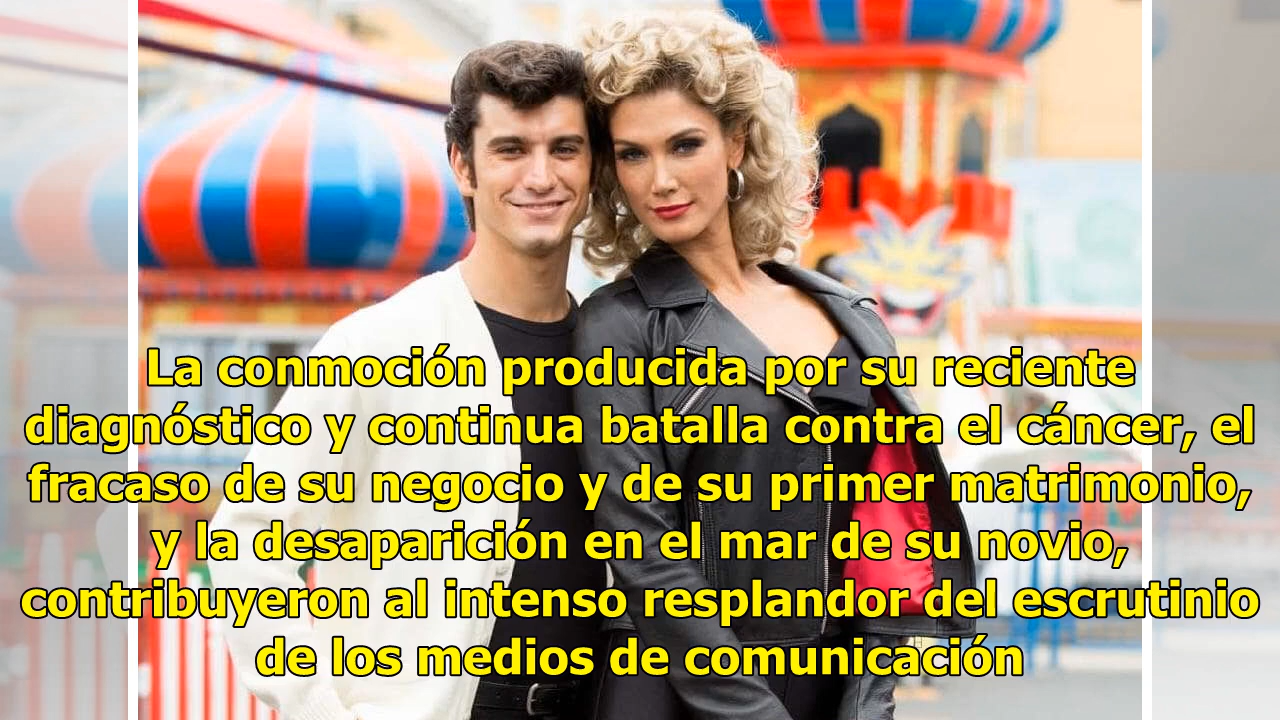 La conmoción producida por su reciente
diagnóstico y continua batalla contra el cáncer, el
fracaso de su negocio y de su primer matrimonio,
y la desaparición en el mar de su novio,
contribuyeron al intenso resplandor del escrutinio
de los medios de comunicación